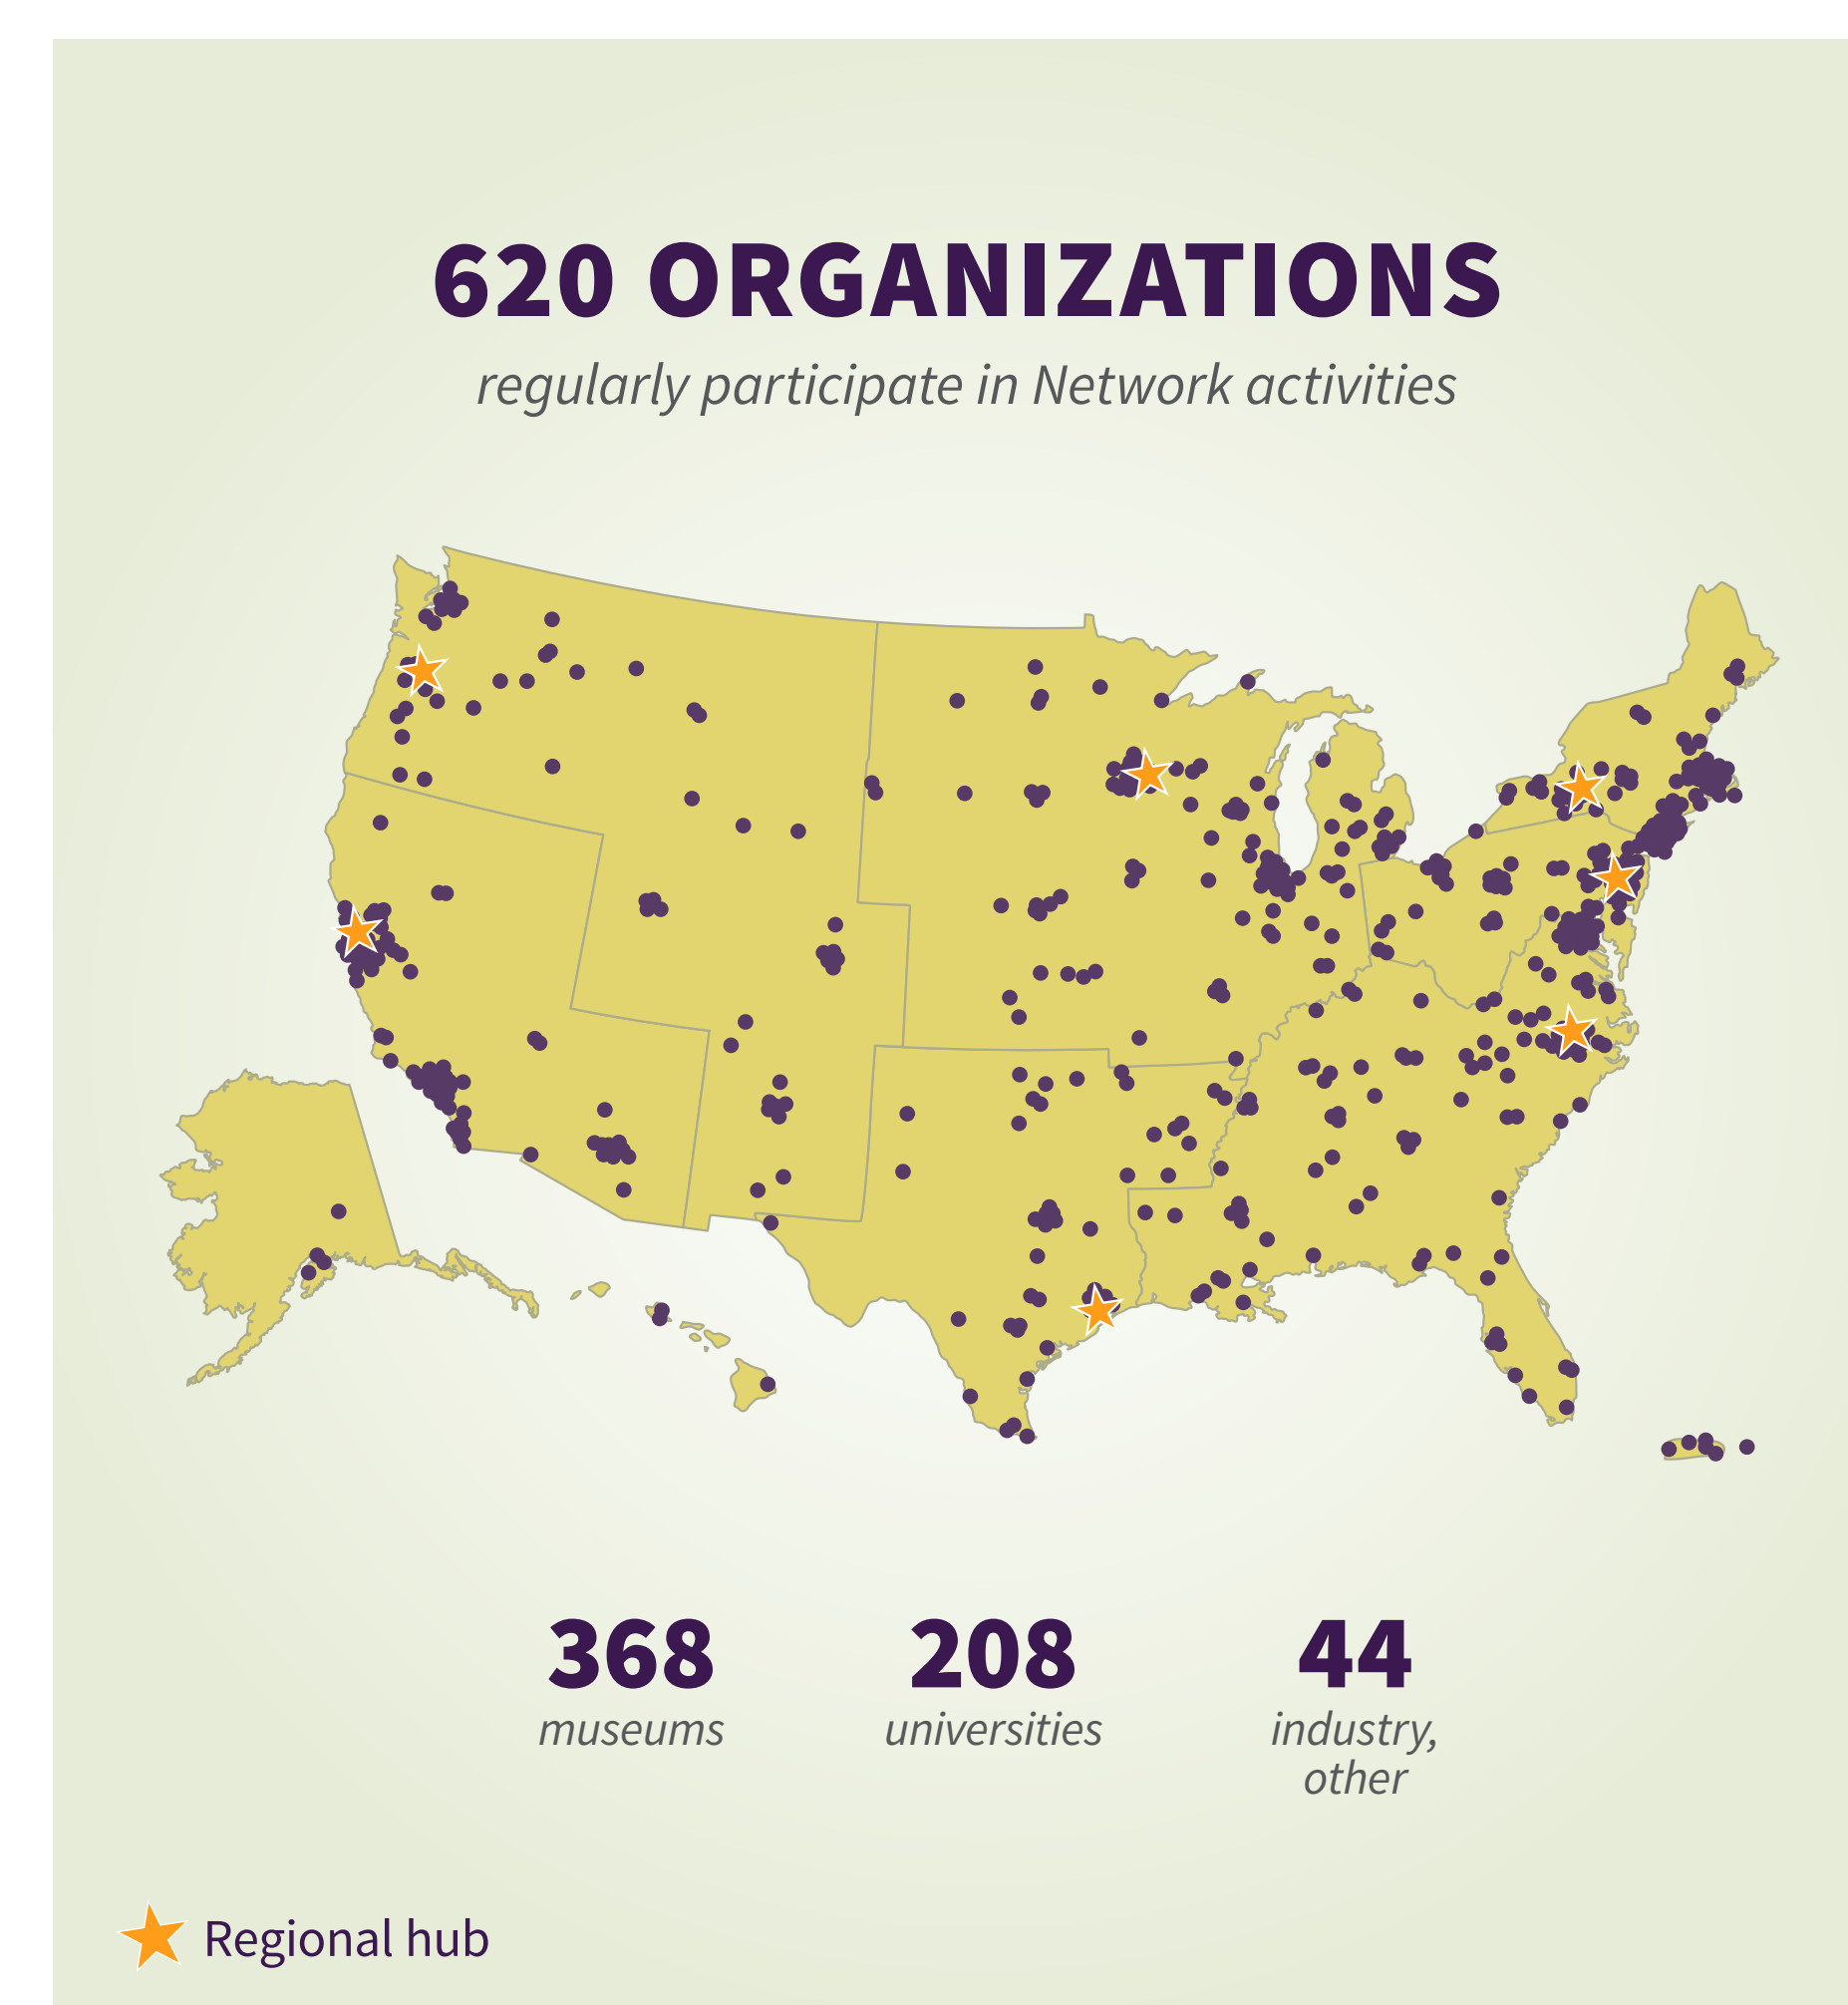 620 ORGANIZATIONS
regularly participate in Network activities
368
museums
208
universities
44
industry,
other
Regional hub